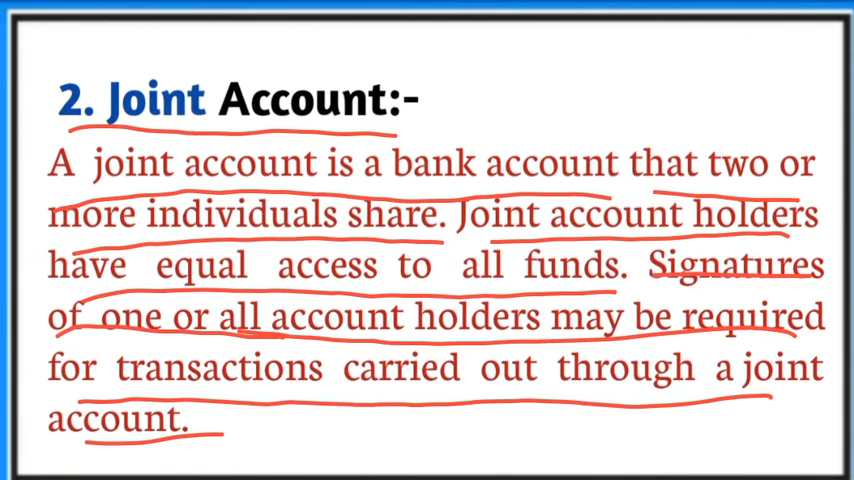 2. Joint Account:-
A joint account is a bank account that two or
more individuals share. Joint account holders
have equal access to all funds. Signatures
of one or all account holders may be required
for transactions carried out through a joint
account.